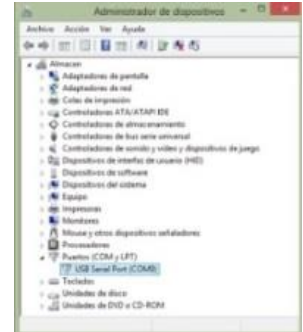 Administrador de dispositivos
Archivo Acción Ver Ayuda
Almacen
Adaptadores de pantalla
Adaptadores de red
Colas de impresión
Controladores ATA/ATAPI IDE
Controladores de almacenamiento
Controladoras de bus serie universal
Controladoras de sonido y vídeo y dispositivos de juego
Dispositivos de interfaz de usuario (HID)
Dispositivos de software
Dispositivos del sistema
Equipo
Impresoras
Monitores
Mouse y otros dispositivos señaladores
Procesadores
Puertos (COM y LPT)
USB Serial Port
Teclados
Unidades de disco
Unidades de DVD o CD-ROM